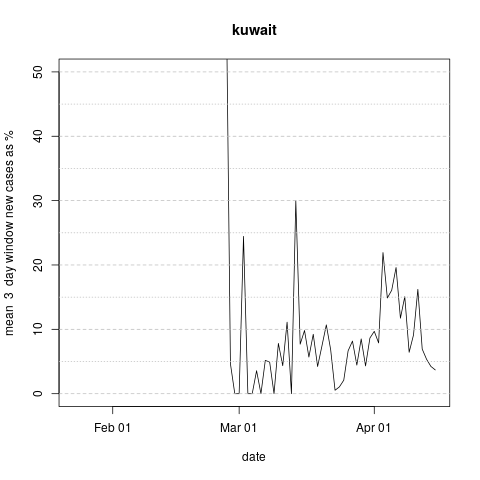 kuwait
mean 3 day window new cases as %
50
40
30
20
10
0
Feb 01
Mar 01
Apr 01
date